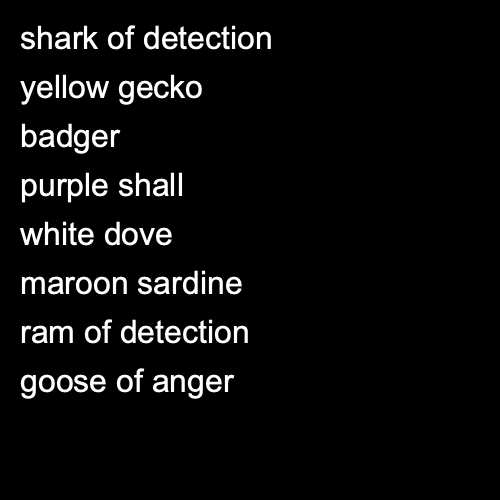 shark of detection
yellow gecko
badger
purple shall
white dove
maroon sardine
ram of detection
goose of anger